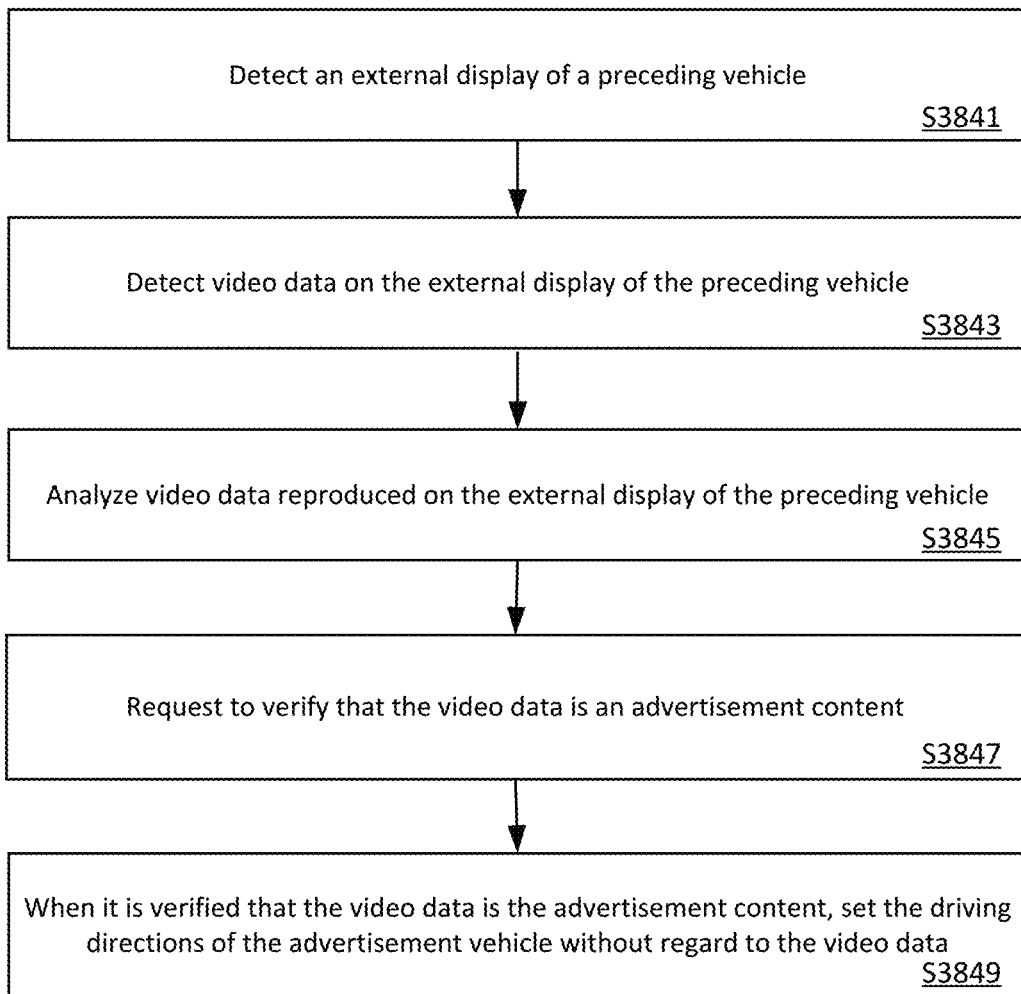 Detect an external display of a preceding vehicle
S3841
Detect video data on the external display of the preceding vehicle
S3843
Analyze video data reproduced on the external display of the preceding vehicle
S3845
Request to verify that the video data is an advertisement content
S3847
When it is verified that the video data is the advertisement content, set the driving
directions of the advertisement vehicle without regard to the video data
S3849